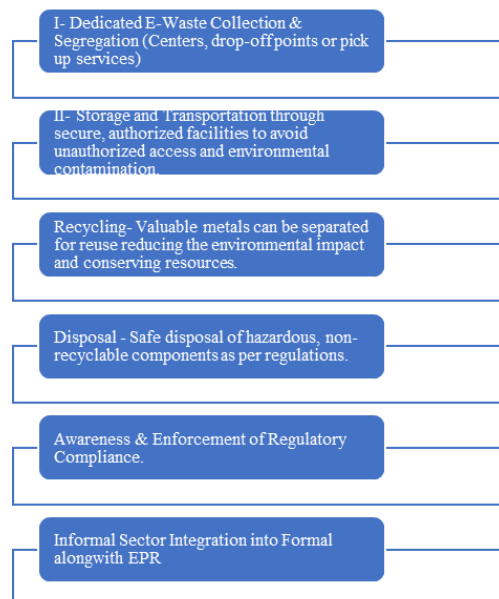 I- Dedicated E-Waste Collection &
Segregation (Centers, drop-off points or pick
up services)
II- Storage and Transportation through
secure, authorized facilities to avoid
unauthorized access and environmental
contamination.
Recycling- Valuable metals can be separated
for reuse reducing the environmental impact
and conserving resources.
Disposal - Safe disposal of hazardous, non-
recyclable components as per regulations.
Awareness & Enforcement of Regulatory
Compliance.
Informal Sector Integration into Formal
alongwith EPR